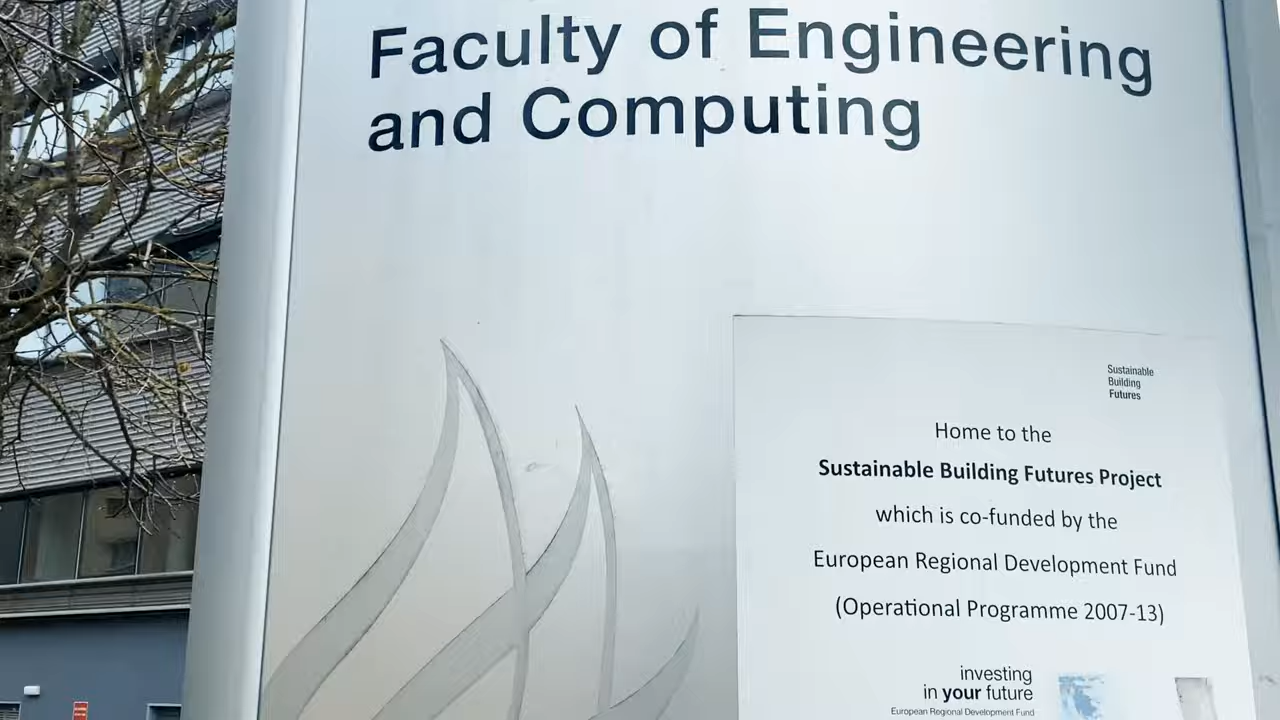 Faculty of Engineering
and Computing
Sustainable
Building
Futures
Home to the
Sustainable Building Futures Project
which is co-funded by the
European Regional Development Fund
(Operational Programme 2007-13)
investing
in your future
European Regional Development Fund